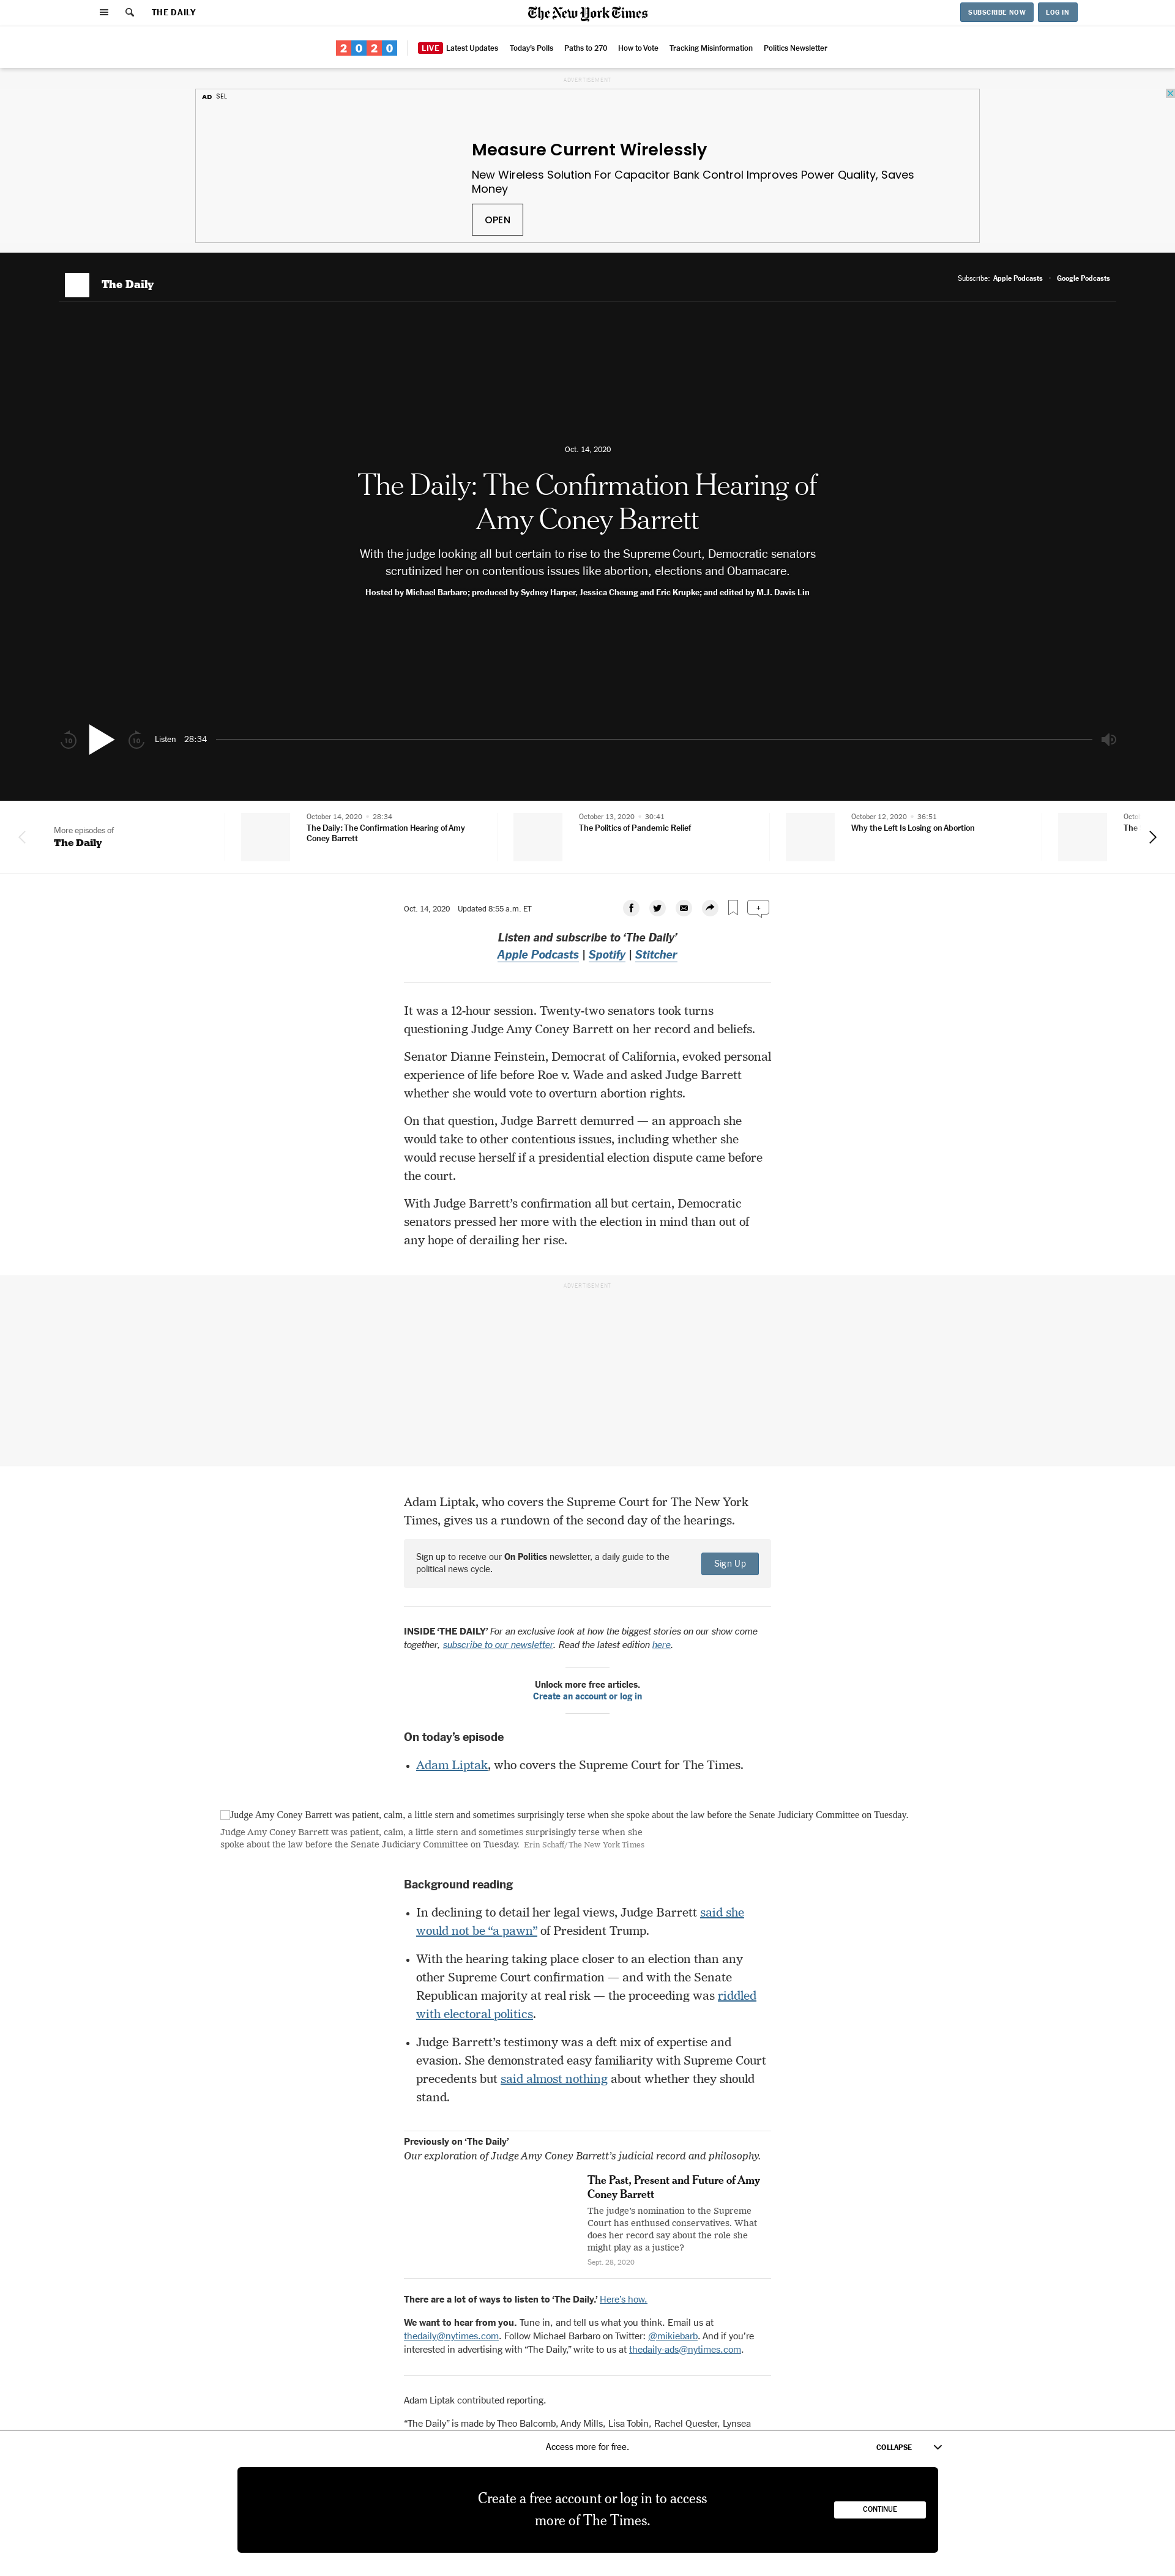 THE DAILY
The New York Times
SUBSCRIBE NOW
LOG IN
2020
LIVE Latest Updates
Today's Polls
Paths to 270
How to Vote
Tracking Misinformation
Politics Newsletter
ADVERTISEMENT
AD SEL
Measure Current Wirelessly
New Wireless Solution For Capacitor Bank Control Improves Power Quality, Saves
Money
OPEN
The Daily
Subscribe: Apple Podcasts
Google Podcasts
Oct. 14, 2020
The Daily: The Confirmation Hearing of
Amy Coney Barrett
With the judge looking all but certain to rise to the Supreme Court, Democratic senators
scrutinized her on contentious issues like abortion, elections and Obamacare.
Hosted by Michael Barbaro; produced by Sydney Harper, Jessica Cheung and Eric Krupke; and edited by M.J. Davis Lin
10
10
Listen 28:34
More episodes of
The Daily
October 14, 2020 • 28:34
The Daily: The Confirmation Hearing of Amy
Coney Barrett
October 13, 2020 • 30:41
The Politics of Pandemic Relief
October 12, 2020 • 36:51
Why the Left Is Losing on Abortion
Octo
The
Oct. 14, 2020 Updated 8:55 a.m. ET
+
Listen and subscribe to ‘The Daily’
Apple Podcasts | Spotify | Stitcher
It was a 12-hour session. Twenty-two senators took turns
questioning Judge Amy Coney Barrett on her record and beliefs.
Senator Dianne Feinstein, Democrat of California, evoked personal
experience of life before Roe v. Wade and asked Judge Barrett
whether she would vote to overturn abortion rights.
On that question, Judge Barrett demurred — an approach she
would take to other contentious issues, including whether she
would recuse herself if a presidential election dispute came before
the court.
With Judge Barrett’s confirmation all but certain, Democratic
senators pressed her more with the election in mind than out of
any hope of derailing her rise.
ADVERTISEMENT
Adam Liptak, who covers the Supreme Court for The New York
Times, gives us a rundown of the second day of the hearings.
Sign up to receive our On Politics newsletter, a daily guide to the
political news cycle.
Sign Up
INSIDE ‘THE DAILY’ For an exclusive look at how the biggest stories on our show come
together, subscribe to our newsletter. Read the latest edition here.
Unlock more free articles.
Create an account or log in
On today’s episode
• Adam Liptak, who covers the Supreme Court for The Times.
Judge Amy Coney Barrett was patient, calm, a little stern and sometimes surprisingly terse when she spoke about the law before the Senate Judiciary Committee on Tuesday.
Judge Amy Coney Barrett was patient, calm, a little stern and sometimes surprisingly terse when she
spoke about the law before the Senate Judiciary Committee on Tuesday. Erin Schaff/The New York Times
Background reading
• In declining to detail her legal views, Judge Barrett said she
would not be “a pawn” of President Trump.
• With the hearing taking place closer to an election than any
other Supreme Court confirmation — and with the Senate
Republican majority at real risk — the proceeding was riddled
with electoral politics.
• Judge Barrett’s testimony was a deft mix of expertise and
evasion. She demonstrated easy familiarity with Supreme Court
precedents but said almost nothing about whether they should
stand.
Previously on ‘The Daily’
Our exploration of Judge Amy Coney Barrett’s judicial record and philosophy.
The Past, Present and Future of Amy
Coney Barrett
The judge’s nomination to the Supreme
Court has enthused conservatives. What
does her record say about the role she
might play as a justice?
Sept. 28, 2020
There are a lot of ways to listen to ‘The Daily.’ Here’s how.
We want to hear from you. Tune in, and tell us what you think. Email us at
thedaily@nytimes.com. Follow Michael Barbaro on Twitter: @mikiebarb. And if you’re
interested in advertising with “The Daily,” write to us at thedaily-ads@nytimes.com.
Adam Liptak contributed reporting.
“The Daily” is made by Theo Balcomb, Andy Mills, Lisa Tobin, Rachel Quester, Lynsea
Access more for free.
COLLAPSE
Create a free account or log in to access
more of The Times.
CONTINUE